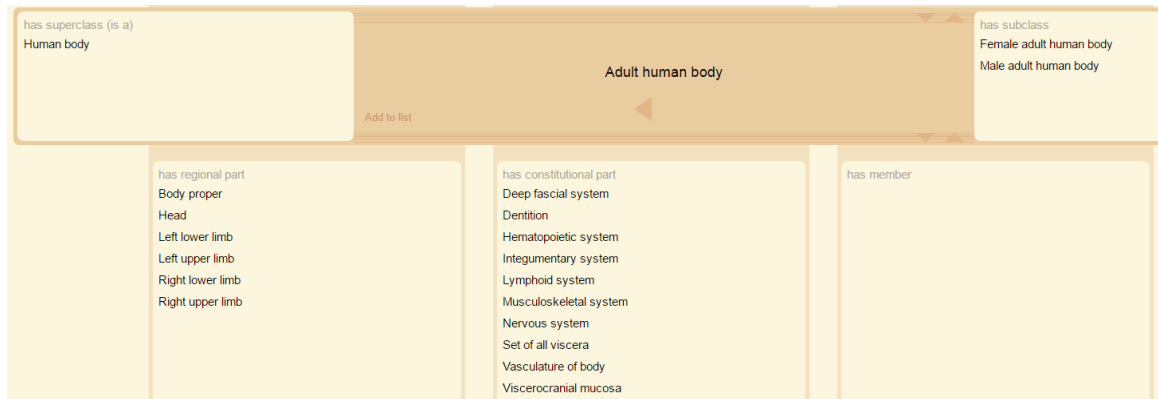 has superclass (is a)
Human body
Adult human body
Add to list
has subclass
Female adult human body
Male adult human body
has regional part
Body proper
Head
Left lower limb
Left upper limb
Right lower limb
Right upper limb
has constitutional part
Deep fascial system
Dentition
Hematopoietic system
Integumentary system
Lymphoid system
Musculoskeletal system
Nervous system
Set of all viscera
Vasculature of body
Viscerocranial mucosa
has member